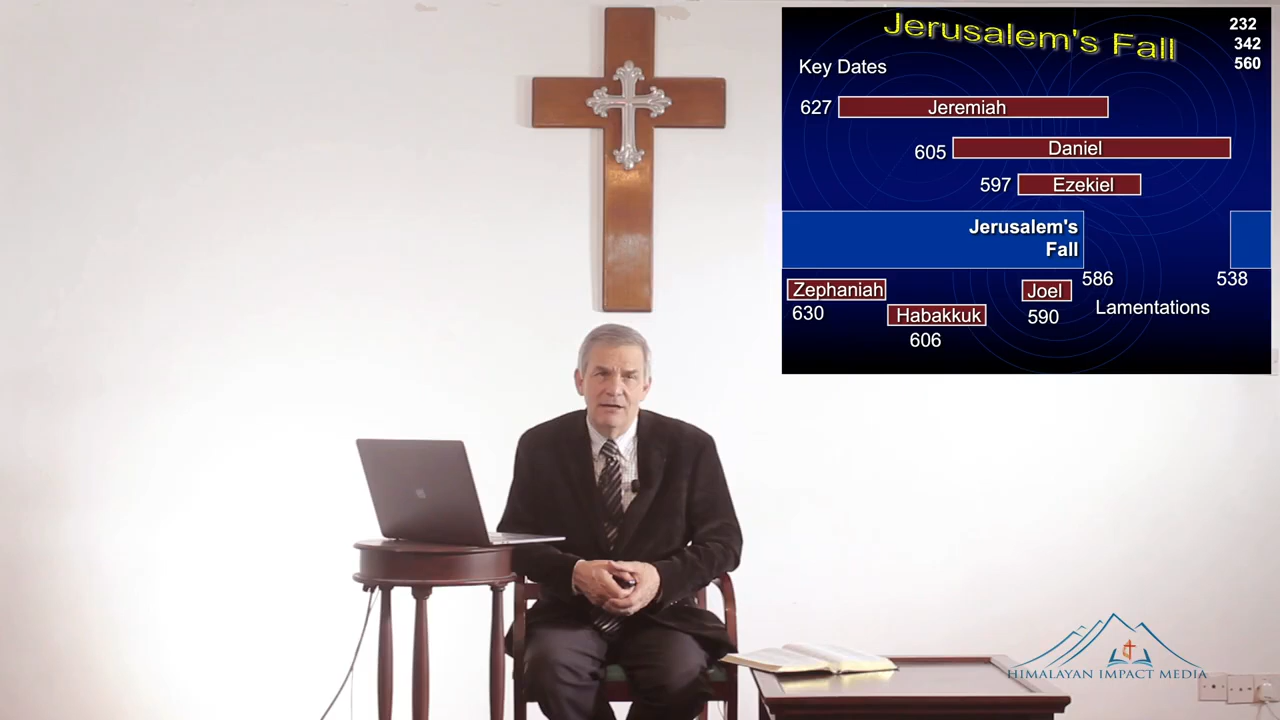 Jerusalem's Fall
232
342
560
Key Dates
627
Jeremiah
605
Daniel
597
Ezekiel
Jerusalem's
Fall
586
538
Zephaniah
630
Habakkuk
606
Joel
590
Lamentations
HIMALAYAN IMPACT MEDIA